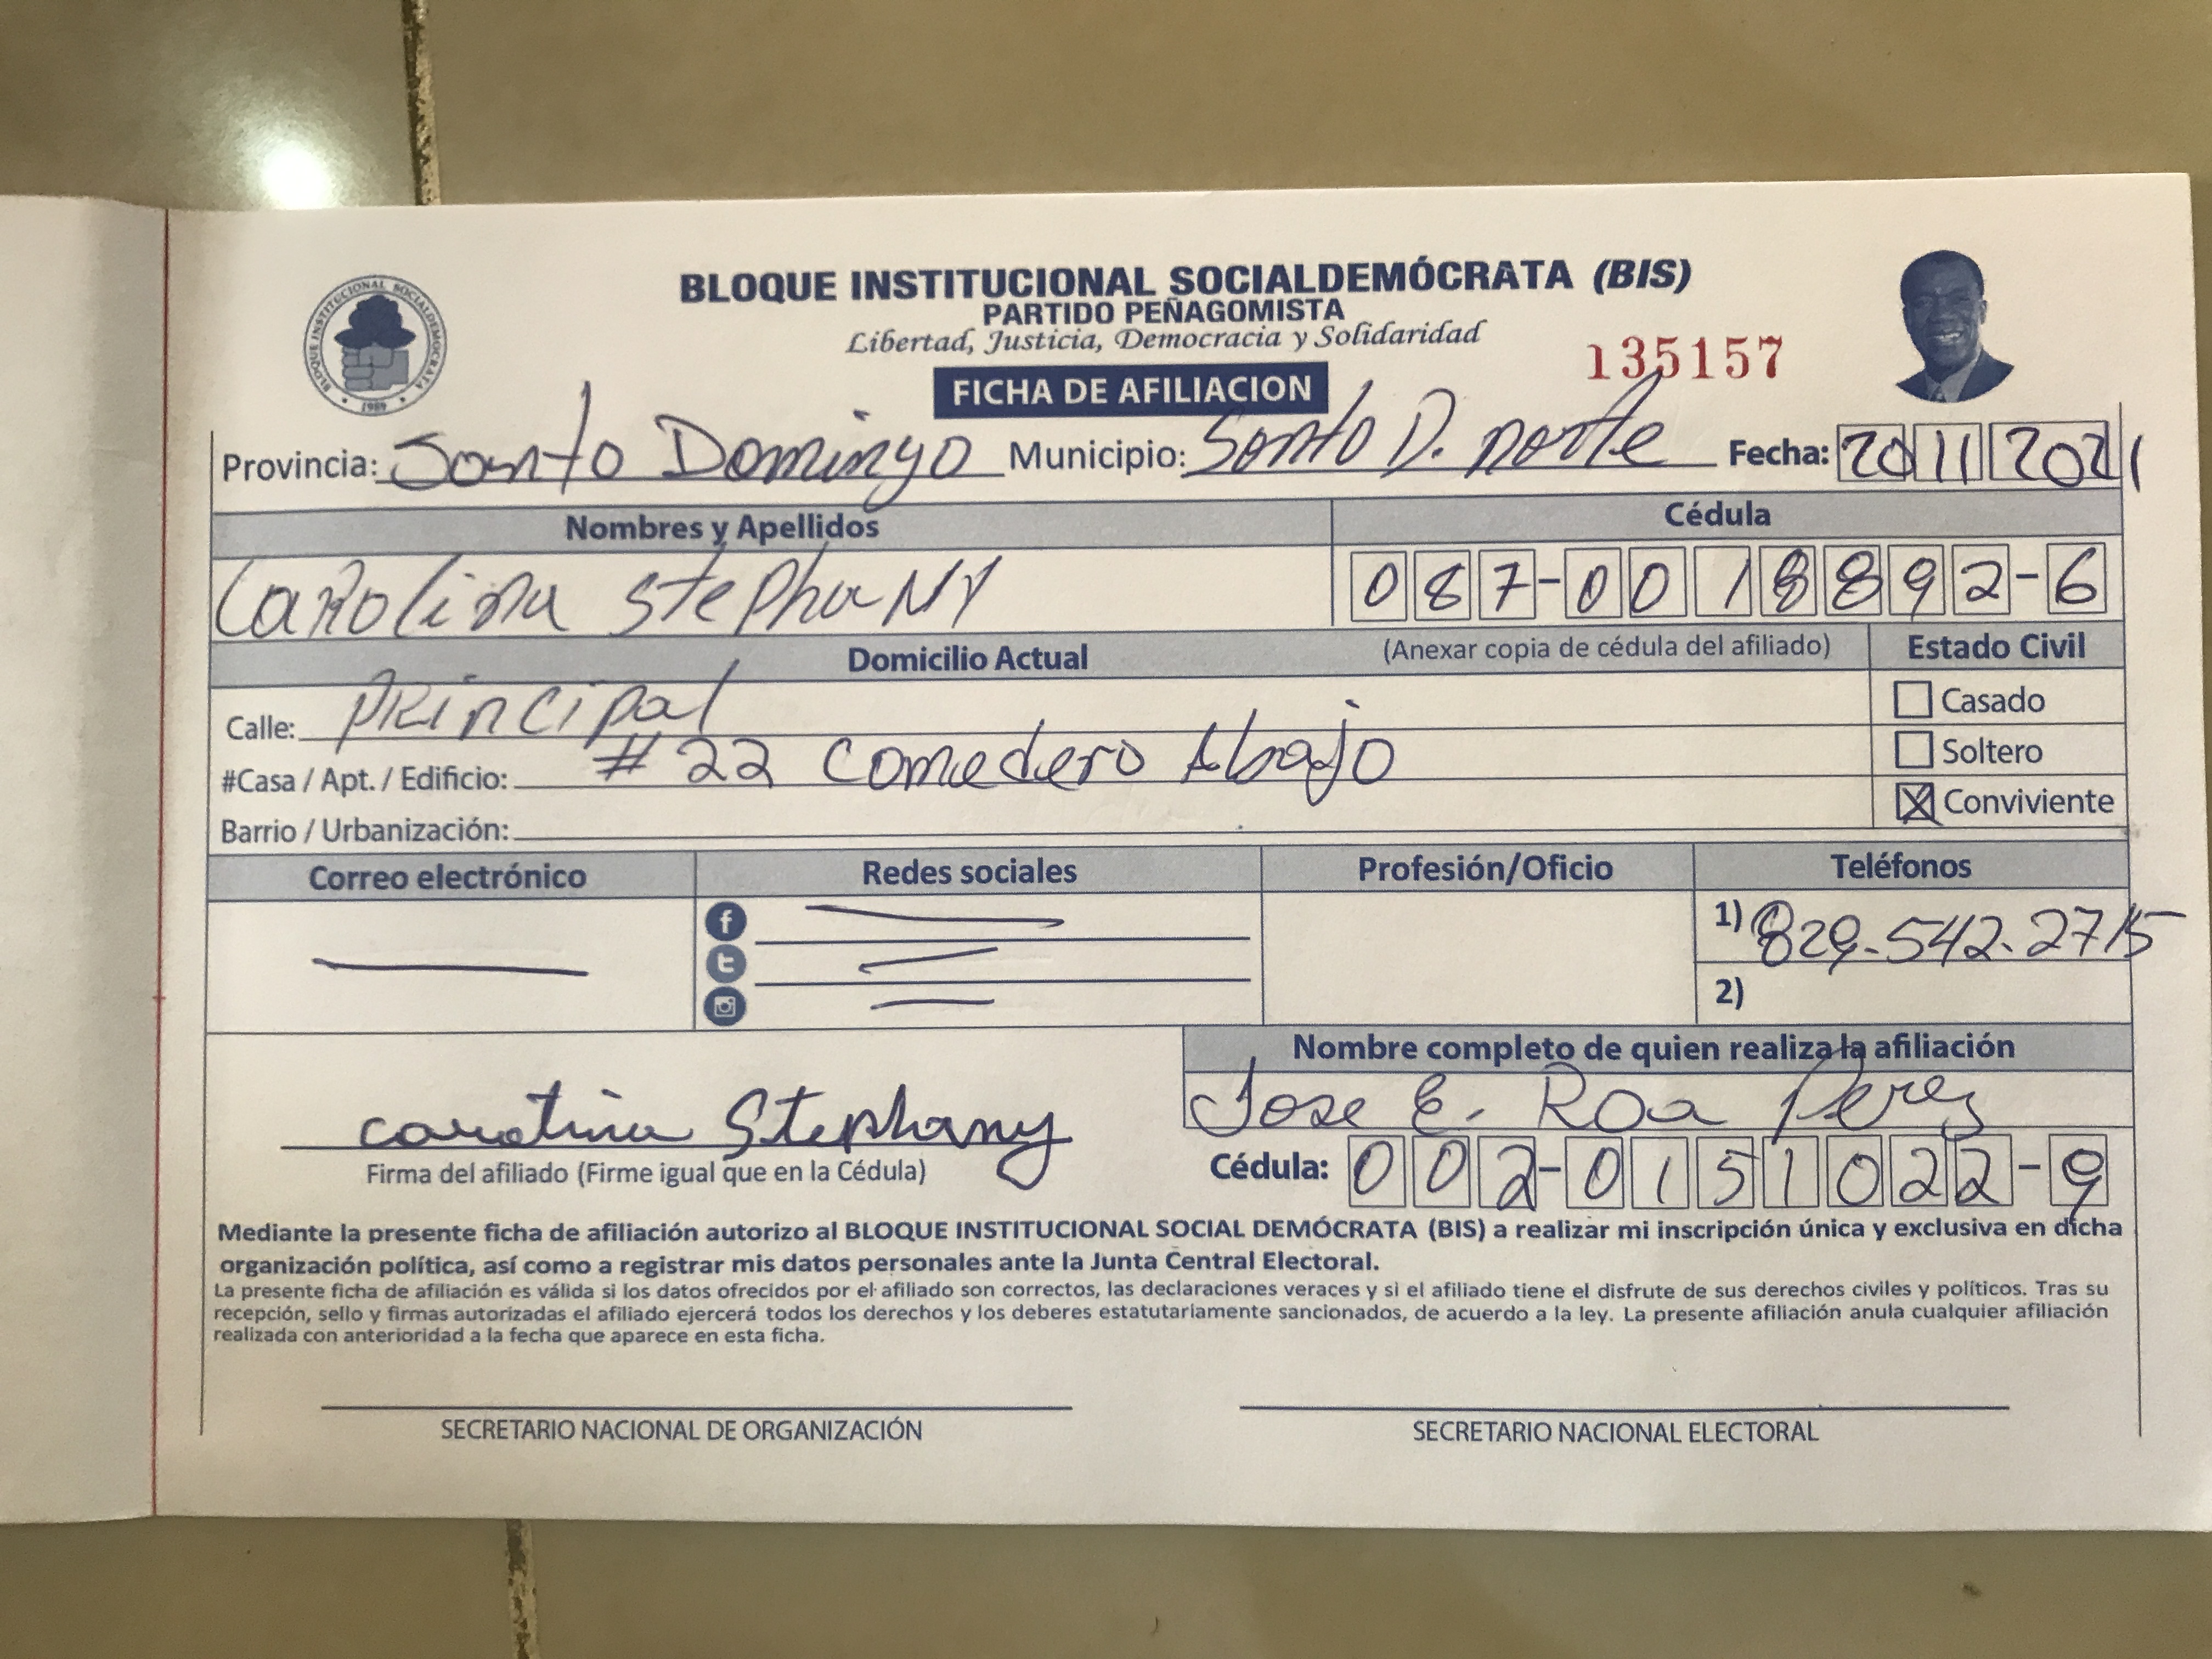 BLOQUE INSTITUCIONAL SOCIALDEMÓCRATA (BIS)
PARTIDO PEÑAGOMISTA
Libertad, Justicia, Democracia y Solidaridad
BLOQUE INSTITUCIONAL SOCIALDEMOCRATA
1989
135157
FICHA DE AFILIACION
Provincia: Santo Domingo Municipio: Santo D. norte Fecha: 20 11 2021
Nombres y Apellidos Cédula
Carolina StephaNY 087-0018892-6
Domicilio Actual (Anexar copia de cédula del afiliado) Estado Civil
Calle: Principal Casado
#Casa / Apt. / Edificio: #22 Comedero Abajo Soltero
Barrio / Urbanización: Conviviente
Correo electrónico Redes sociales Profesión/Oficio Teléfonos
1) 829-542-2715
2)
Nombre completo de quien realiza la afiliación
Jose E. Roa Perez
carolina Stephany
Firma del afiliado (Firme igual que en la Cédula) Cédula: 002-0151022-9
Mediante la presente ficha de afiliación autorizo al BLOQUE INSTITUCIONAL SOCIAL DEMÓCRATA (BIS) a realizar mi inscripción única y exclusiva en dicha
organización política, así como a registrar mis datos personales ante la Junta Central Electoral.
La presente ficha de afiliación es válida si los datos ofrecidos por el afiliado son correctos, las declaraciones veraces y si el afiliado tiene el disfrute de sus derechos civiles y políticos. Tras su
recepción, sello y firmas autorizadas el afiliado ejercerá todos los derechos y los deberes estatutariamente sancionados, de acuerdo a la ley. La presente afiliación anula cualquier afiliación
realizada con anterioridad a la fecha que aparece en esta ficha.
SECRETARIO NACIONAL DE ORGANIZACIÓN SECRETARIO NACIONAL ELECTORAL